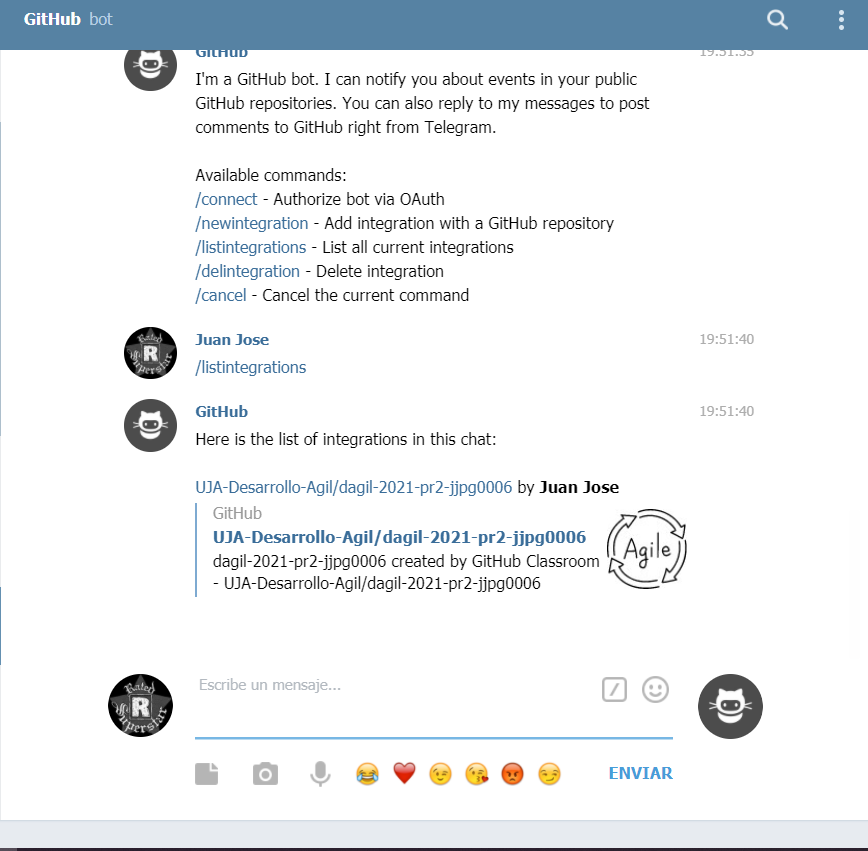 GitHub bot
GitHub 19:51:35
I'm a GitHub bot. I can notify you about events in your public
GitHub repositories. You can also reply to my messages to post
comments to GitHub right from Telegram.
Available commands:
/connect - Authorize bot via OAuth
/newintegration - Add integration with a GitHub repository
/listintegrations - List all current integrations
/delintegration - Delete integration
/cancel - Cancel the current command
Rated
R
Superstar
Juan Jose 19:51:40
/listintegrations
GitHub 19:51:40
Here is the list of integrations in this chat:
UJA-Desarrollo-Agil/dagil-2021-pr2-jjpg0006 by Juan Jose
GitHub
UJA-Desarrollo-Agil/dagil-2021-pr2-jjpg0006
dagil-2021-pr2-jjpg0006 created by GitHub Classroom
- UJA-Desarrollo-Agil/dagil-2021-pr2-jjpg0006
Agile
Rated
R
Superstar
Escribe un mensaje...
ENVIAR